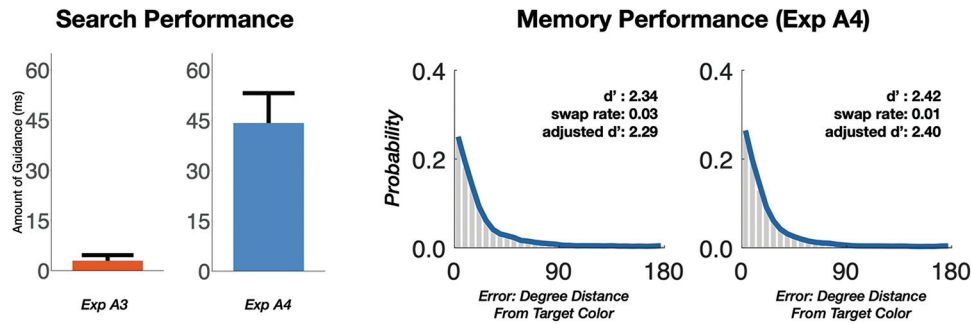 Search Performance
Amount of Guidance (ms)
60
45
30
15
0
Exp A3
60
45
30
15
0
Exp A4
Memory Performance (Exp A4)
Probability
0.4
0.2
0.0
d' : 2.34
swap rate: 0.03
adjusted d': 2.29
0 90 180
Error: Degree Distance
From Target Color
0.4
0.2
0.0
d' : 2.42
swap rate: 0.01
adjusted d': 2.40
0 90 180
Error: Degree Distance
From Target Color